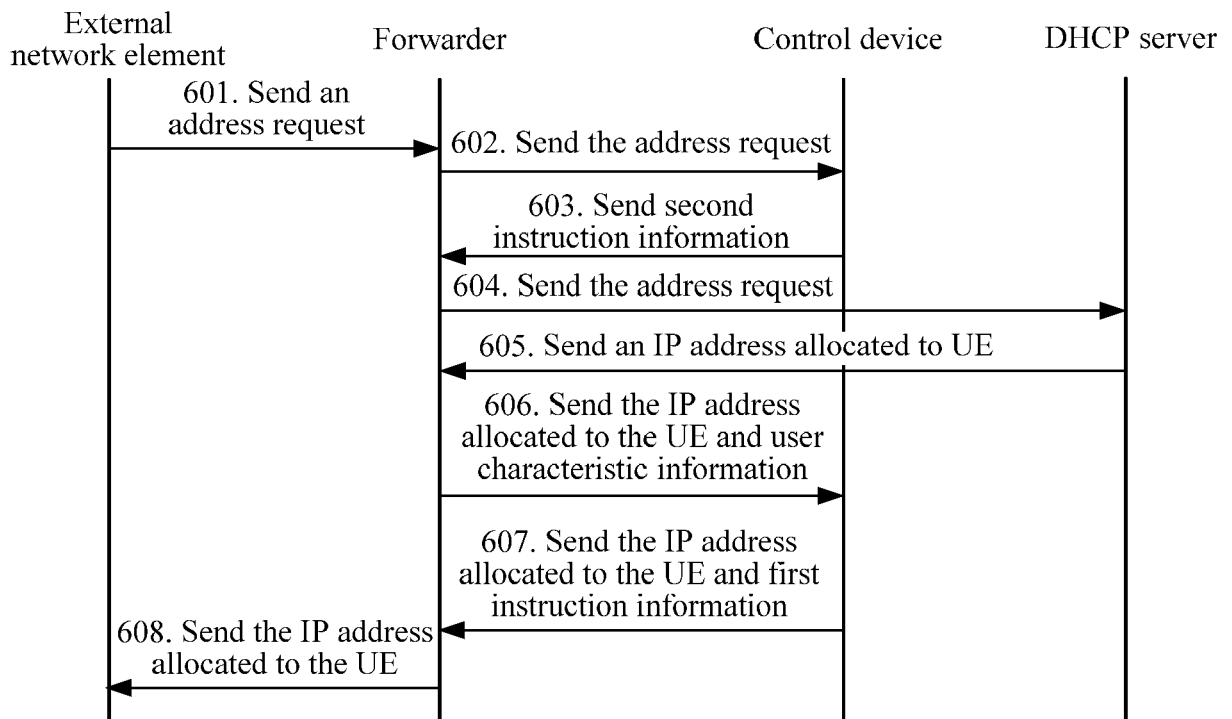 External
network element
Forwarder
Control device
DHCP server
601. Send an
address request
602. Send the address request
603. Send second
instruction information
604. Send the address request
605. Send an IP address allocated to UE
606. Send the IP address
allocated to the UE and user
characteristic information
607. Send the IP address
allocated to the UE and first
instruction information
608. Send the IP address
allocated to the UE